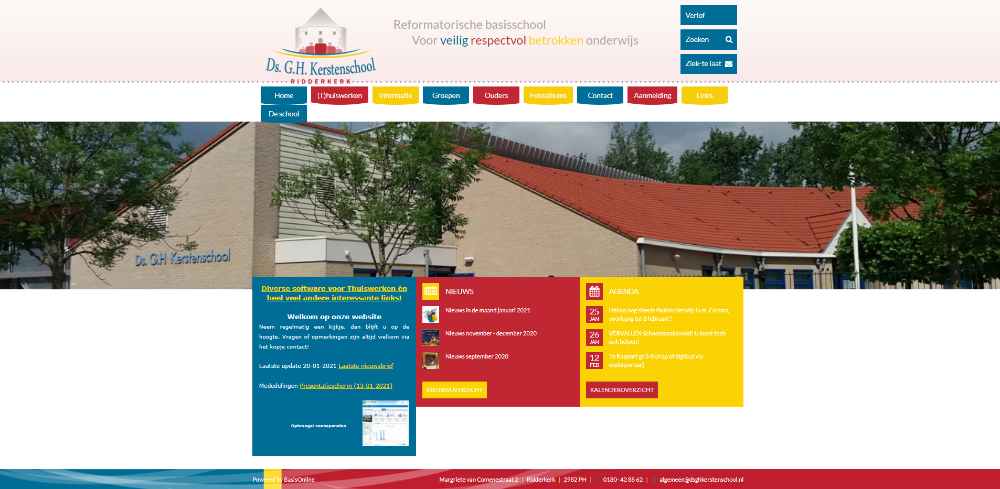 Ds. G.H. Kerstenschool
RIDDERKERK
Reformatorische basisschool
Voor veilig respectvol betrokken onderwijs
Verlof
Zoeken
Ziek-te laat
Home
(T)huiswerken
Informatie
Groepen
Ouders
Fotoalbums
Contact
Aanmelding
Links
De school
Ds. G.H Kerstenschool
Diverse software voor Thuiswerken én
heel veel andere interessante links!
Welkom op onze website
Neem regelmatig een kijkje, dan blijft u op de
hoogte. Vragen of opmerkingen zijn altijd welkom via
het kopje contact!
Laatste update 20-01-2021 Laatste nieuwsbrief
Mededelingen Presentatiescherm (13-01-2021)
Opbrengst zonnepanelen
NIEUWS
Nieuws in de maand januari 2021
Nieuws november - december 2020
Nieuws september 2020
NIEUWSOVERZICHT
AGENDA
25
JAN
Helaas nog steeds thuisonderwijs i.v.m. Corona,
voorlopig tot 8 februari ?
26
JAN
VERVALLEN Schoonmaakavond! U komt toch
ook helpen!
12
FEB
1e Rapport gr.3-8 (map of digitaal via
ouderportaal)
KALENDEROVERZICHT
Powered by BasisOnline
Margriete van Comenestraat 2 | Ridderkerk | 2982 PH | T 0180- 42 88 62 | E algemeen@dsghkerstenschool.nl